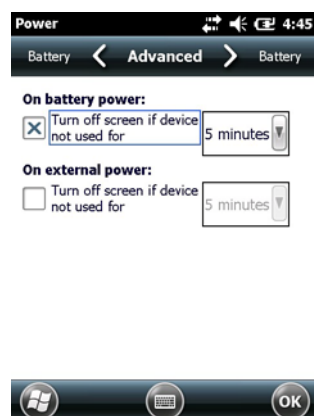 Power 4:45
Battery Advanced Battery
On battery power:
Turn off screen if device
not used for
5 minutes
On external power:
Turn off screen if device
not used for
5 minutes
OK